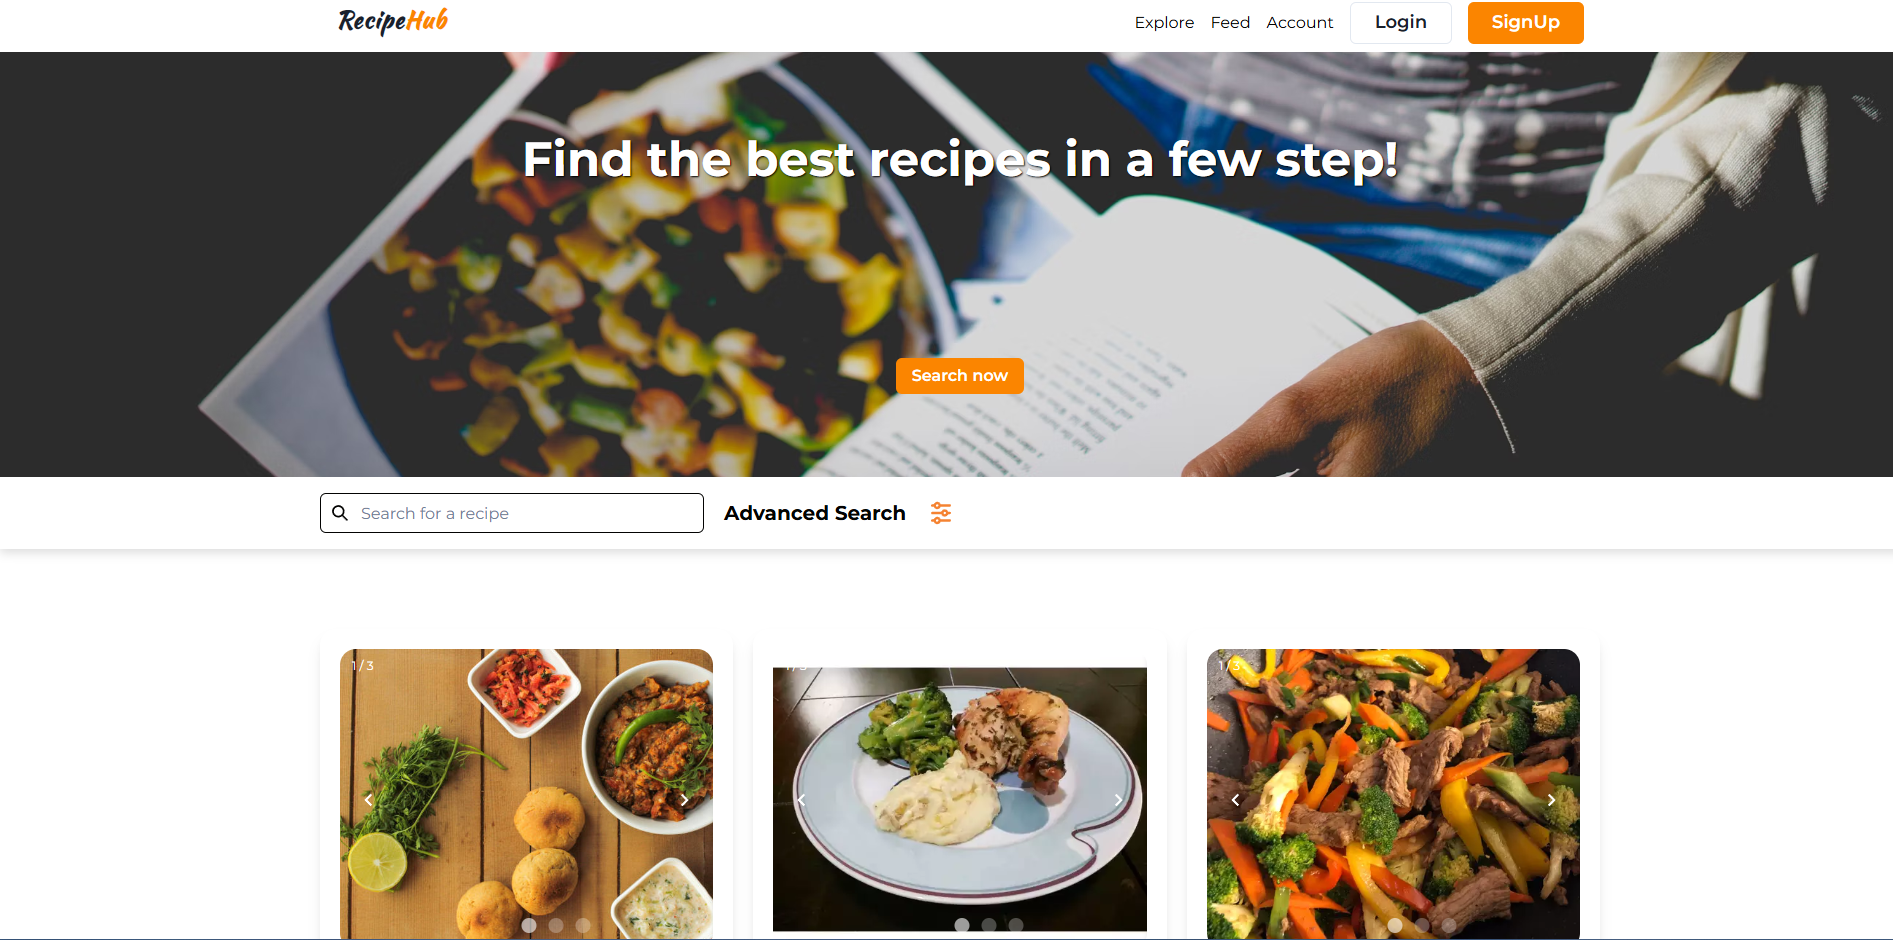 RecipeHub
Explore Feed Account Login SignUp
Find the best recipes in a few step!
Search now
Search for a recipe
Advanced Search
1 / 3
1 / 3
1 / 3